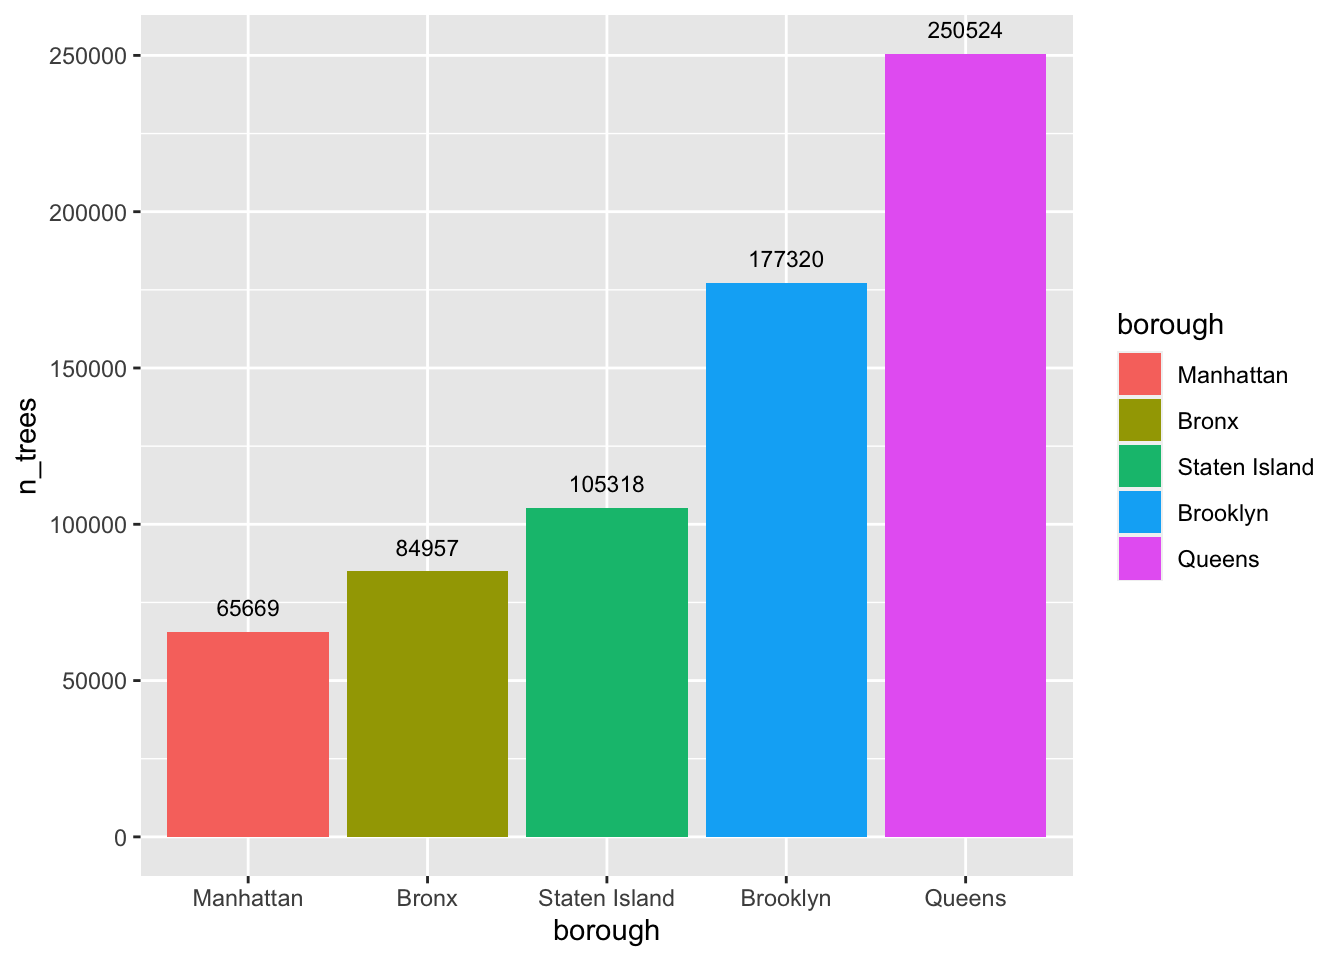 250524
250000
200000
177320
150000
105318
100000
84957
65669
50000
0
n_trees
Manhattan
Bronx
Staten Island
Brooklyn
Queens
borough
borough
Manhattan
Bronx
Staten Island
Brooklyn
Queens